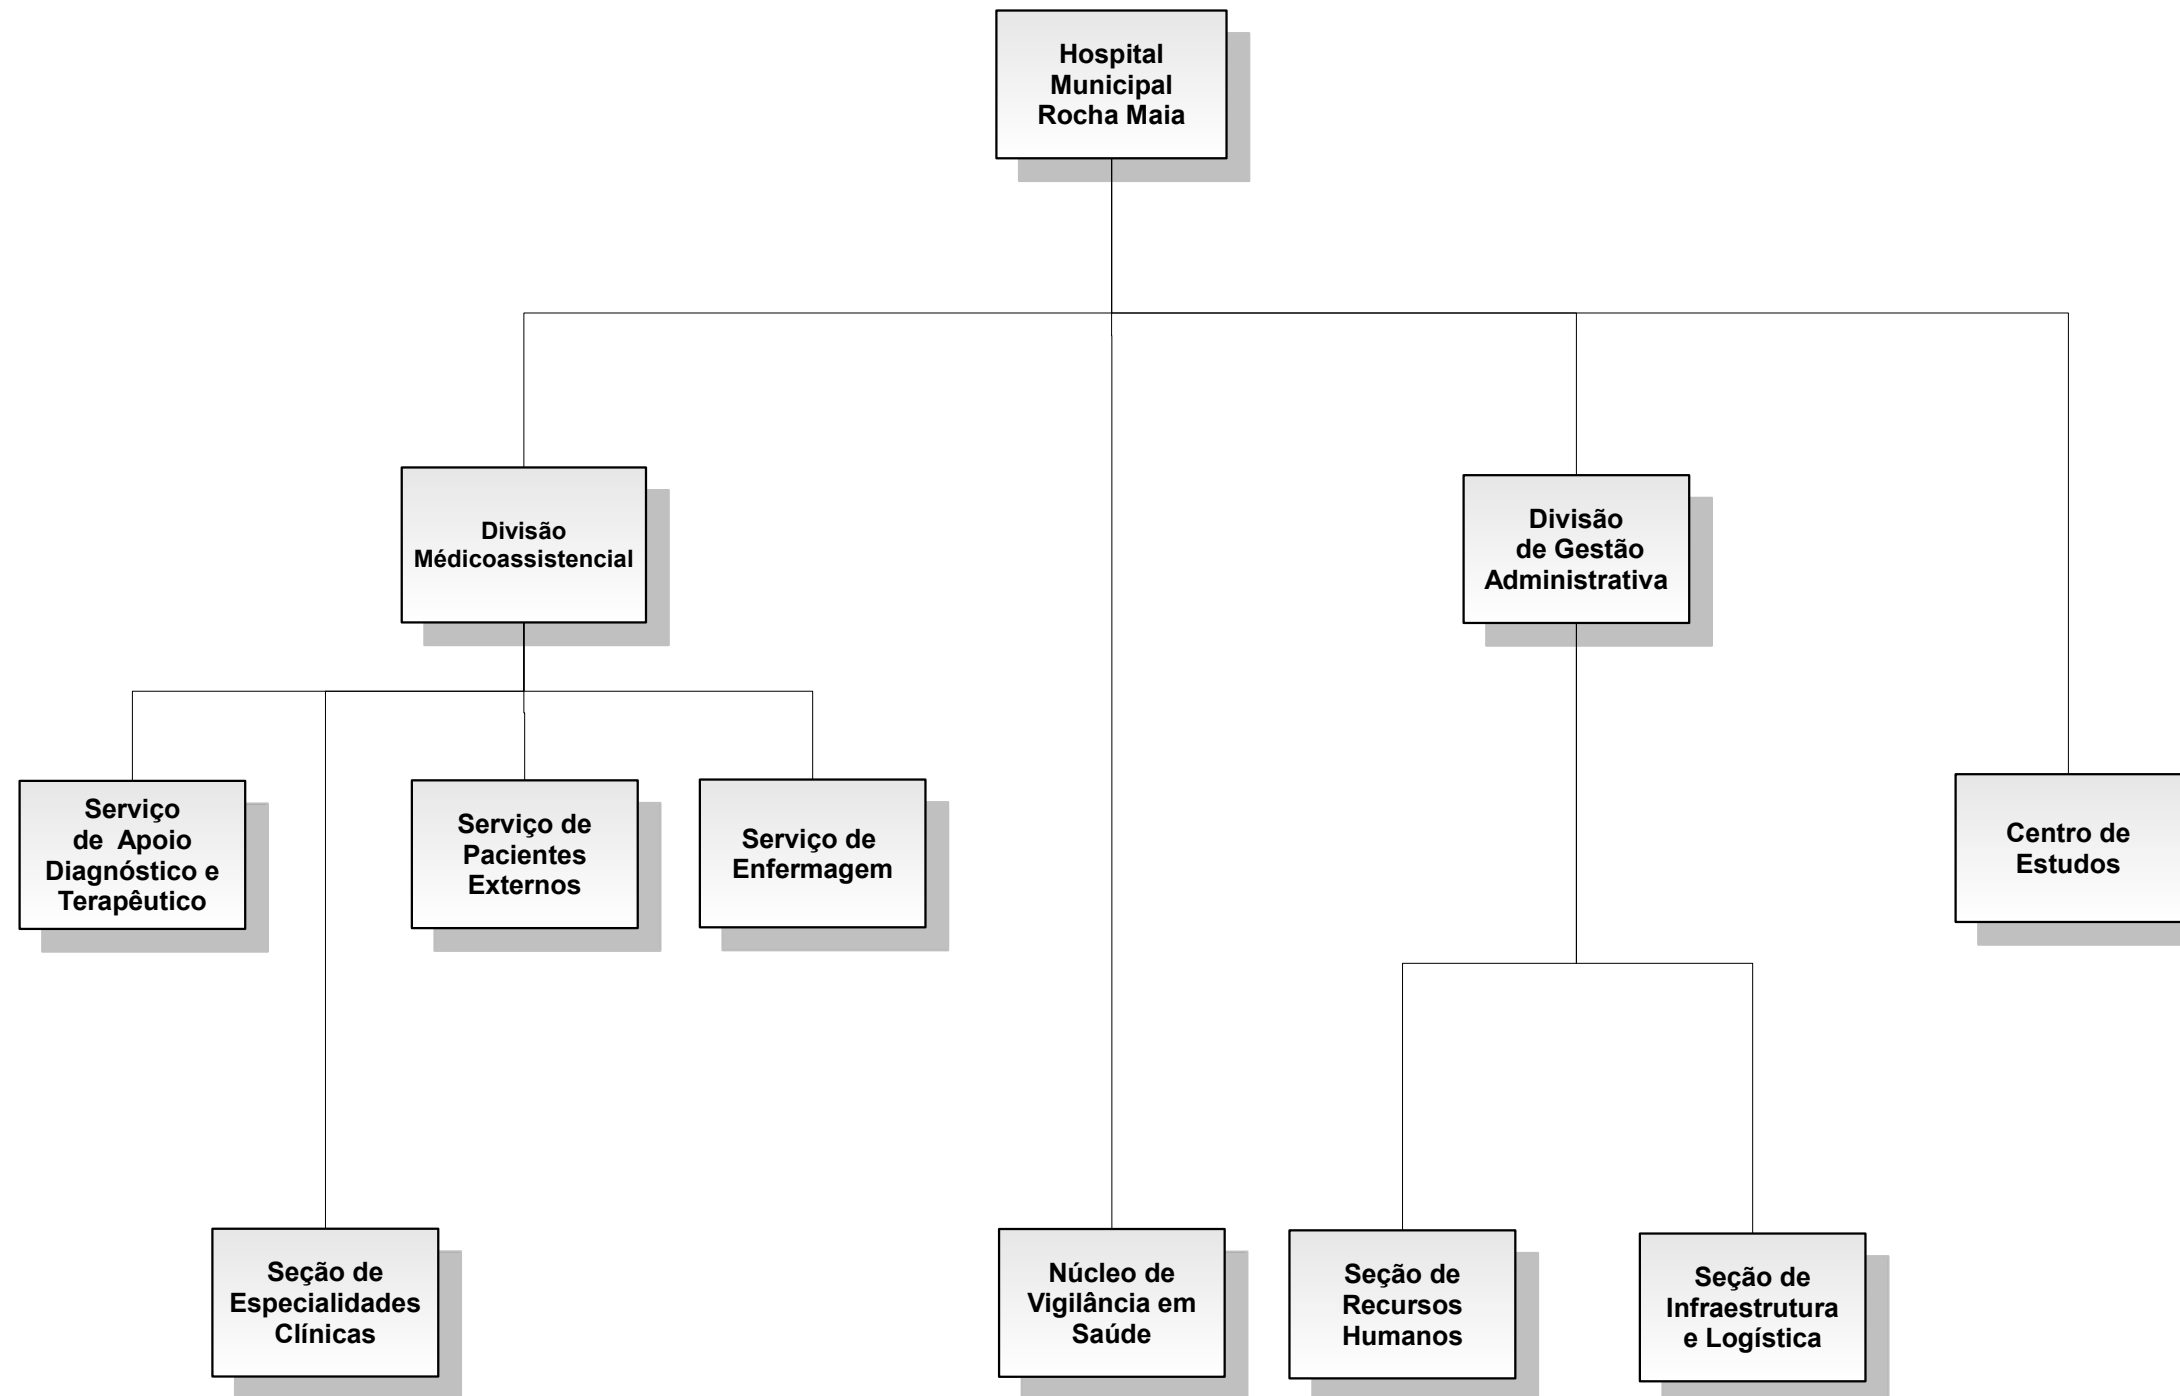 Hospital
Municipal
Rocha Maia
Divisão
Médicoassistencial
Divisão
de Gestão
Administrativa
Serviço
de  Apoio
Diagnóstico e
Terapêutico
Serviço de
Pacientes
Externos
Serviço de
Enfermagem
Centro de
Estudos
Seção de
Especialidades
Clínicas
Núcleo de
Vigilância em
Saúde
Seção de
Recursos
Humanos
Seção de
Infraestrutura
e Logística